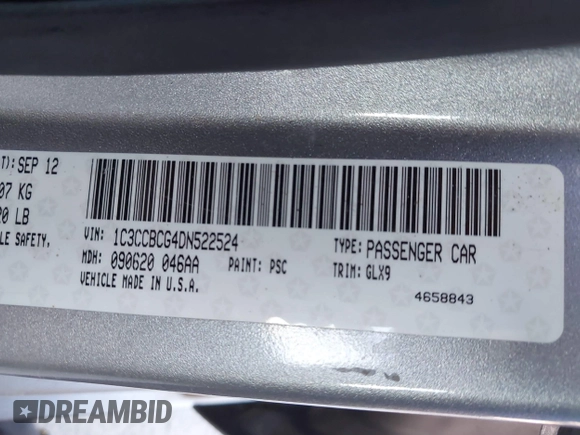 T): SEP 12
07 KG
20 LB
LE SAFETY.
VIN: 1C3CCBCG4DN522524
TYPE: PASSENGER CAR
MDH: 090620 046AA
PAINT: PSC
TRIM: GLX9
VEHICLE MADE IN U.S.A.
4658843
DREAMBID